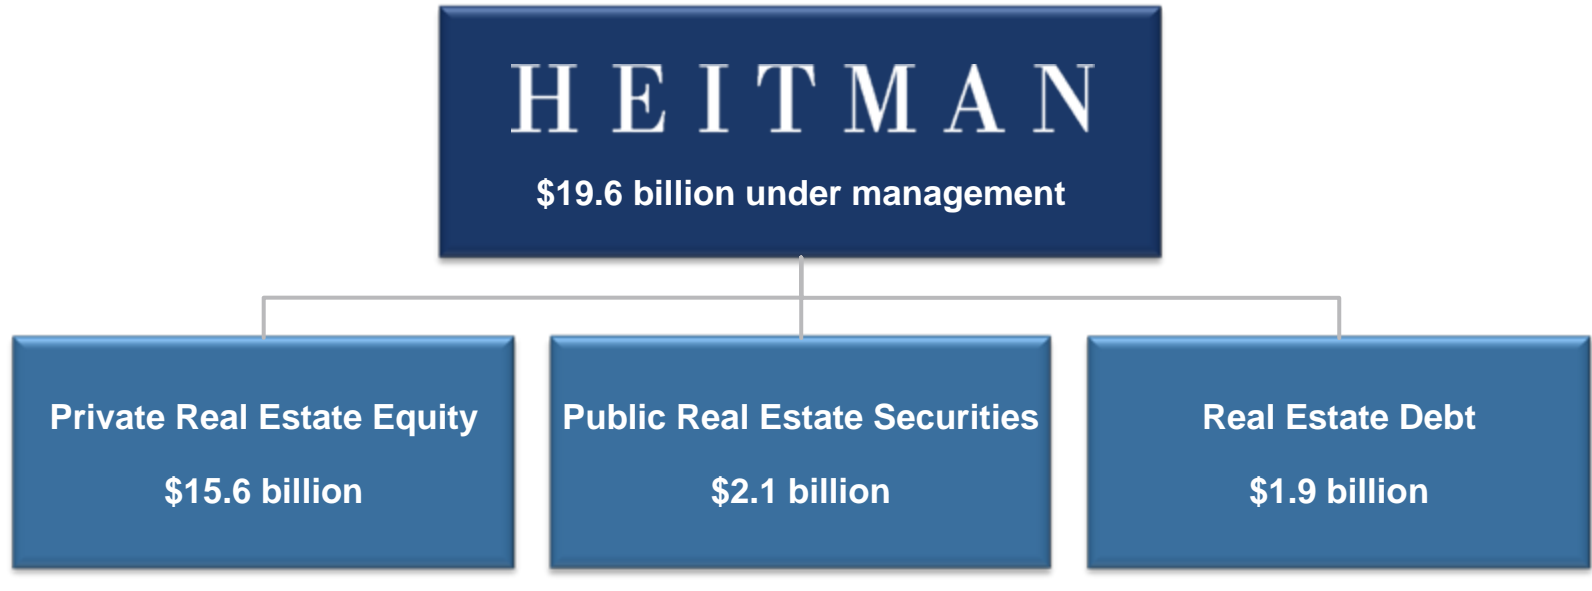 HEITMAN
$19.6 billion under management
Private Real Estate Equity
$15.6 billion
Public Real Estate Securities
$2.1 billion
Real Estate Debt
$1.9 billion